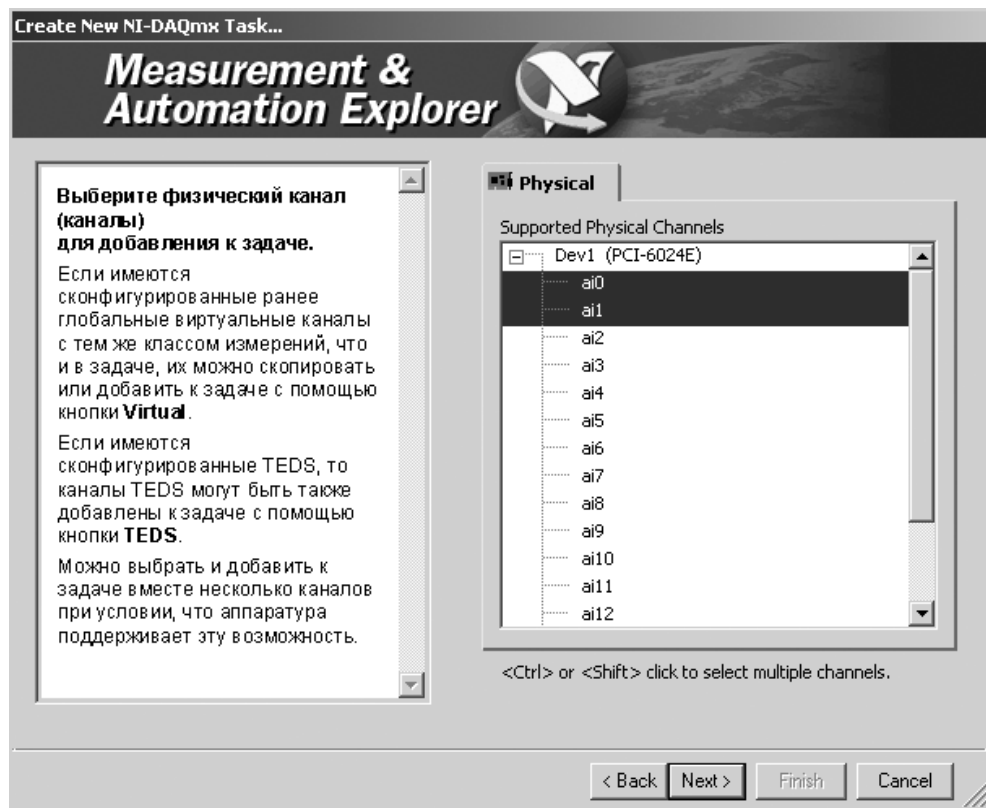 Create New NI-DAQmx Task...
Measurement &
Automation Explorer
Выберите физический канал
(каналы)
для добавления к задаче.
Если имеются
сконфигурированные ранее
глобальные виртуальные каналы
с тем же классом измерений, что
и в задаче, их можно скопировать
или добавить к задаче с помощью
кнопки Virtual.
Если имеются
сконфигурированные TEDS, то
каналы TEDS могут быть также
добавлены к задаче с помощью
кнопки TEDS.
Можно выбрать и добавить к
задаче вместе несколько каналов
при условии, что аппаратура
поддерживает эту возможность.
Physical
Supported Physical Channels
Dev1 (PCI-6024E)
ai0
ai1
ai2
ai3
ai4
ai5
ai6
ai7
ai8
ai9
ai10
ai11
ai12
<Ctrl> or <Shift> click to select multiple channels.
< Back
Next >
Finish
Cancel